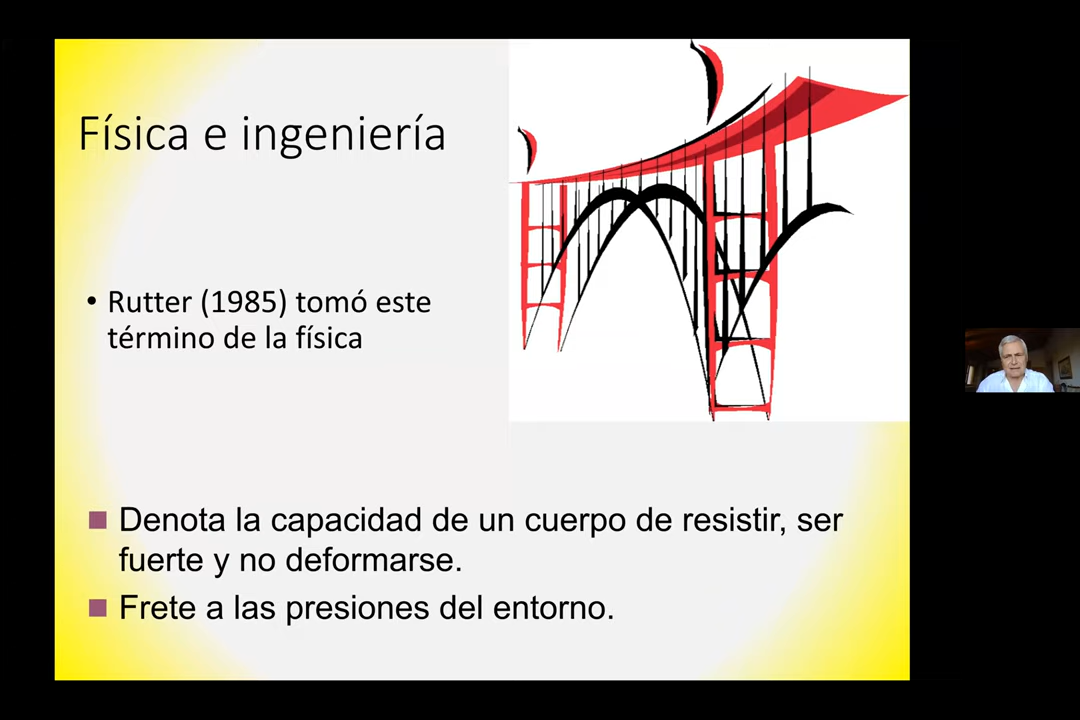 Física e ingeniería
• Rutter (1985) tomó este
término de la física
Denota la capacidad de un cuerpo de resistir, ser
fuerte y no deformarse.
Frete a las presiones del entorno.